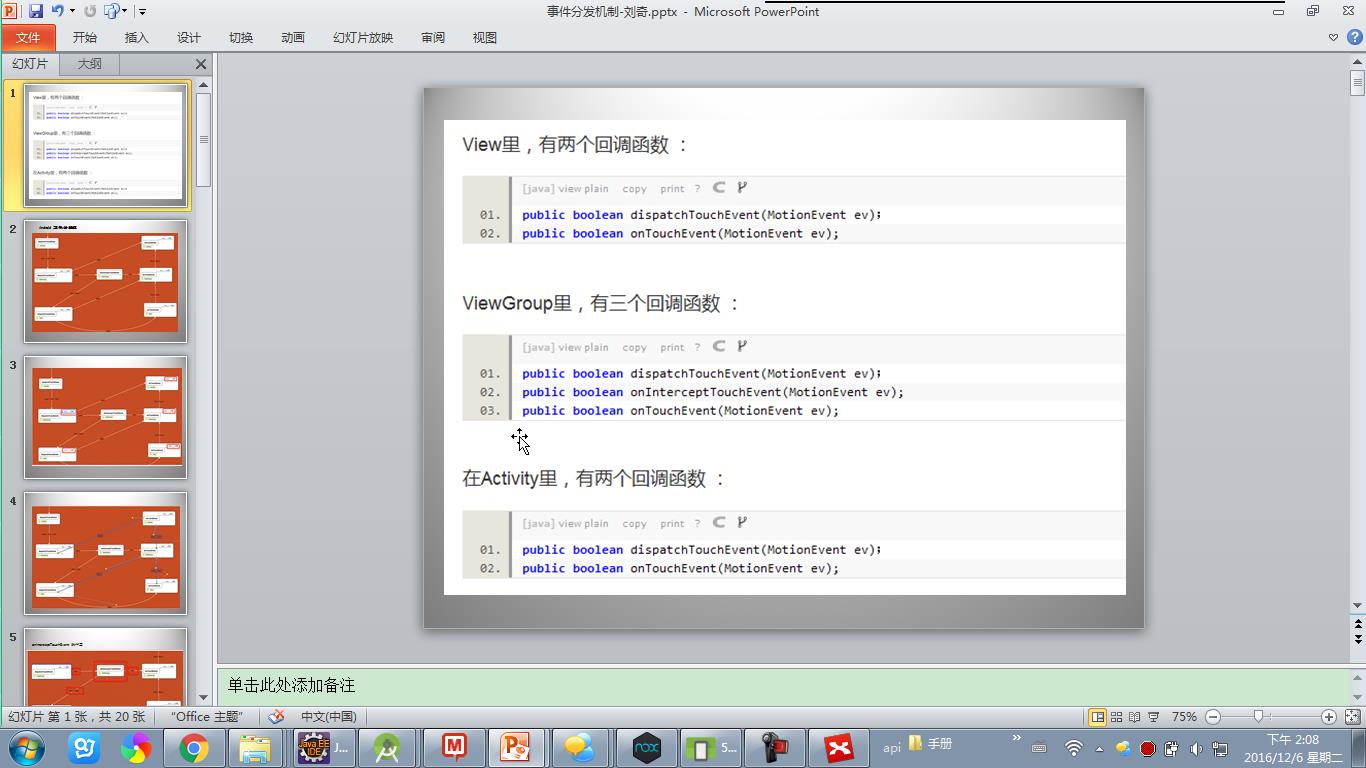 事件分发机制-刘奇.pptx - Microsoft PowerPoint
文件 开始 插入 设计 切换 动画 幻灯片放映 审阅 视图
幻灯片 大纲
1
2
3
4
5
View里，有两个回调函数 ：
[java] view plain copy print ?
01. public boolean dispatchTouchEvent(MotionEvent ev);
02. public boolean onTouchEvent(MotionEvent ev);
ViewGroup里，有三个回调函数 ：
[java] view plain copy print ?
01. public boolean dispatchTouchEvent(MotionEvent ev);
02. public boolean onInterceptTouchEvent(MotionEvent ev);
03. public boolean onTouchEvent(MotionEvent ev);
在Activity里，有两个回调函数 ：
[java] view plain copy print ?
01. public boolean dispatchTouchEvent(MotionEvent ev);
02. public boolean onTouchEvent(MotionEvent ev);
单击此处添加备注
幻灯片 第 1 张，共 20 张 “Office 主题” 中文(中国) 75%
Java EE IDE J... nox 5... api 手册
下午 2:08
2016/12/6 星期二